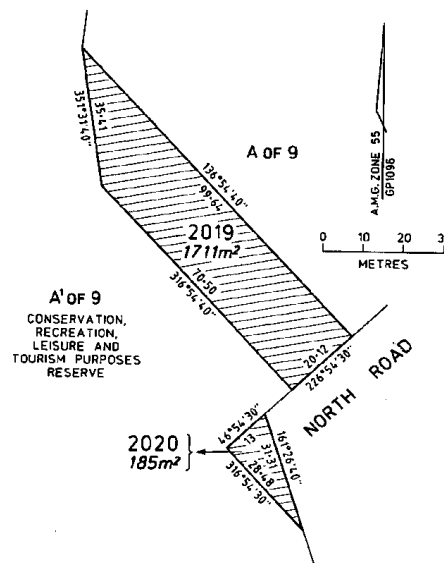 A OF 9
A.M.G. ZONE 55
GP1096
351°31'40"
35·41
136°54'40"
99·64
2019
1711m²
70·50
316°54'40"
0 10 20 3
METRES
A¹ OF 9
CONSERVATION,
RECREATION,
LEISURE AND
TOURISM PURPOSES
RESERVE
20·12
226°54'30"
NORTH ROAD
46°54'30"
13
2020
185m²
161°26'40"
31·31
28·48
316°54'30"